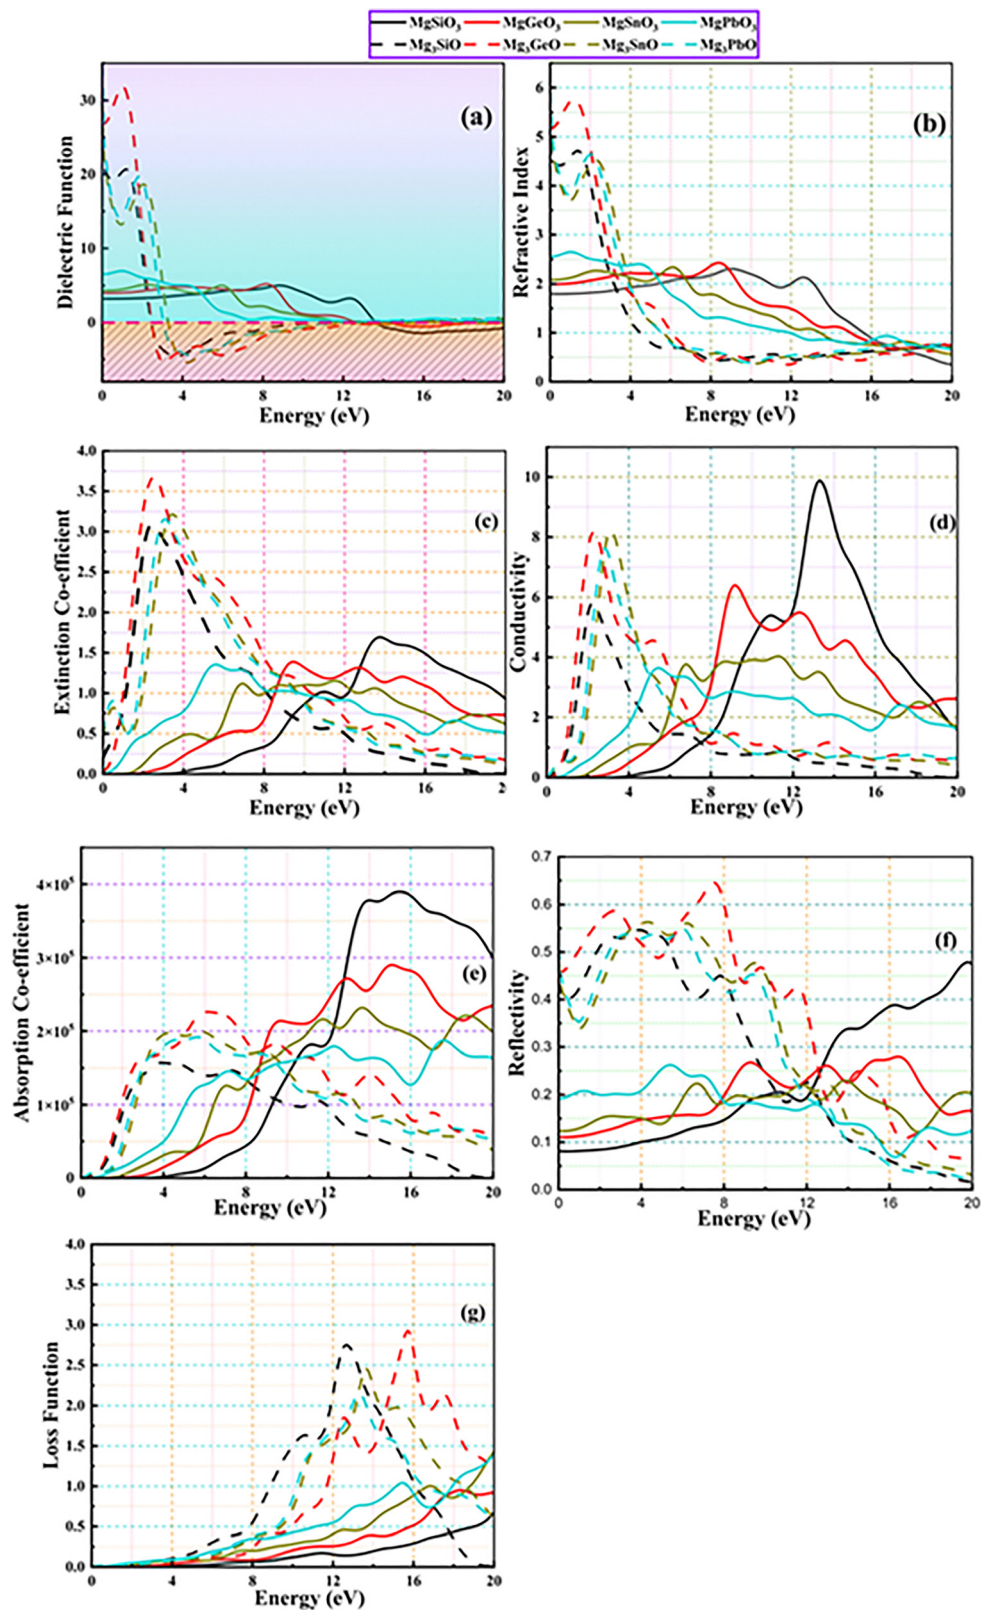 MgSiO3 MgGeO3 MgSnO3 MgPbO3
Mg3SiO Mg3GeO Mg3SnO Mg3PbO
(a)
Dielectric Function
30
20
10
0
0 4 8 12 16 20
Energy (eV)
(b)
Refractive Index
6
5
4
3
2
1
0
0 4 8 12 16 20
Energy (eV)
(c)
Extinction Co-efficient
4.0
3.5
3.0
2.5
2.0
1.5
1.0
0.5
0.0
0 4 8 12 16 20
Energy (eV)
(d)
Conductivity
10
8
6
4
2
0
0 4 8 12 16 20
Energy (eV)
(e)
Absorption Co-efficient
4×10⁵
3×10⁵
2×10⁵
1×10⁵
0
0 4 8 12 16 20
Energy (eV)
(f)
Reflectivity
0.7
0.6
0.5
0.4
0.3
0.2
0.1
0.0
0 4 8 12 16 20
Energy (eV)
(g)
Loss Function
4.0
3.5
3.0
2.5
2.0
1.5
1.0
0.5
0.0
0 4 8 12 16 20
Energy (eV)